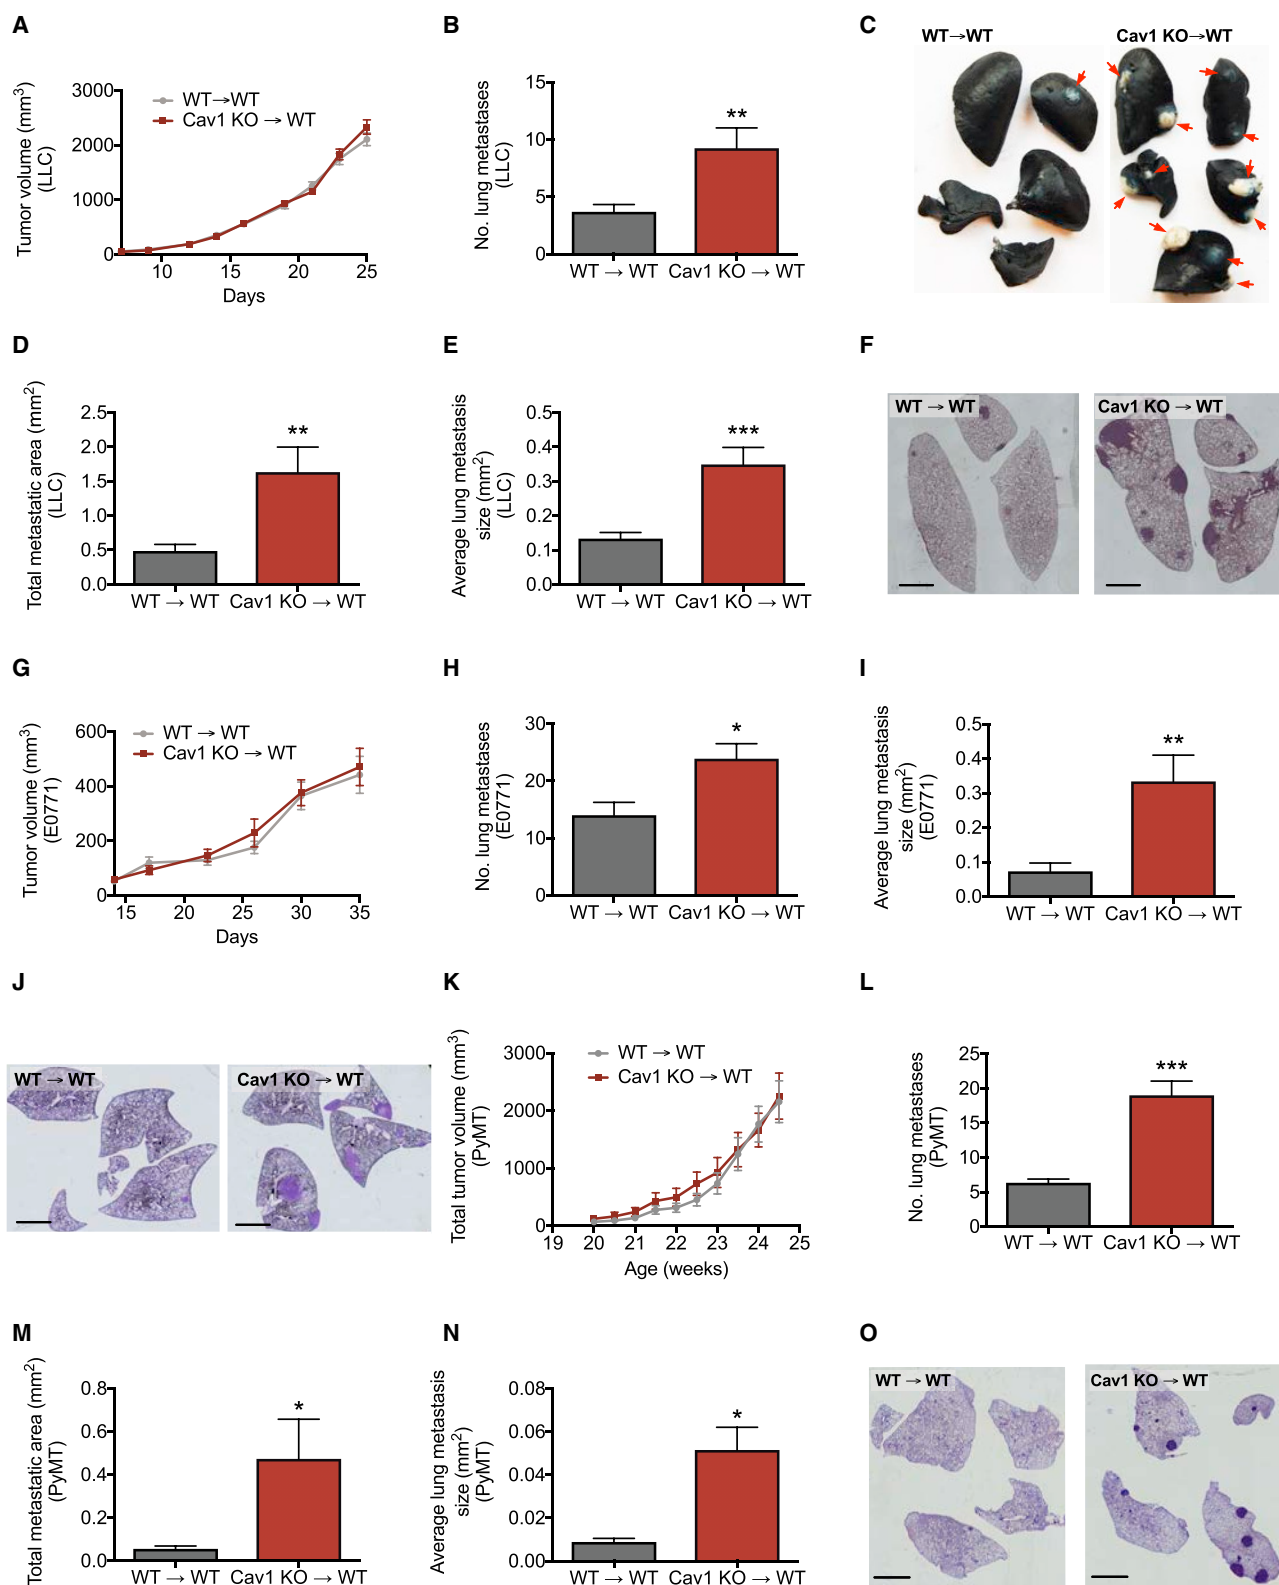 A
Tumor volume (mm³)
(LLC)
3000
2000
1000
0
10
15
20
25
Days
WT→WT
Cav1 KO → WT
B
No. lung metastases
(LLC)
15
10
5
0
**
WT → WT
Cav1 KO → WT
C
WT→WT
Cav1 KO→WT
D
Total metastatic area (mm²)
(LLC)
2.5
2.0
1.5
1.0
0.5
0.0
**
WT → WT
Cav1 KO → WT
E
Average lung metastasis
size (mm²)
(LLC)
0.5
0.4
0.3
0.2
0.1
0.0
***
WT → WT
Cav1 KO → WT
F
WT → WT
Cav1 KO → WT
G
Tumor volume (mm³)
(E0771)
600
400
200
0
15
20
25
30
35
Days
WT → WT
Cav1 KO → WT
H
No. lung metastases
(E0771)
30
20
10
0
*
WT → WT
Cav1 KO → WT
I
Average lung metastasis
size (mm²)
(E0771)
0.5
0.4
0.3
0.2
0.1
0.0
**
WT → WT
Cav1 KO → WT
J
WT → WT
Cav1 KO → WT
K
Total tumor volume (mm³)
(PyMT)
3000
2000
1000
0
19
20
21
22
23
24
25
Age (weeks)
WT → WT
Cav1 KO → WT
L
No. lung metastases
(PyMT)
25
20
15
10
5
0
***
WT → WT
Cav1 KO → WT
M
Total metastatic area (mm²)
(PyMT)
0.8
0.6
0.4
0.2
0.0
*
WT → WT
Cav1 KO → WT
N
Average lung metastasis
size (mm²)
(PyMT)
0.08
0.06
0.04
0.02
0.00
*
WT → WT
Cav1 KO → WT
O
WT → WT
Cav1 KO → WT